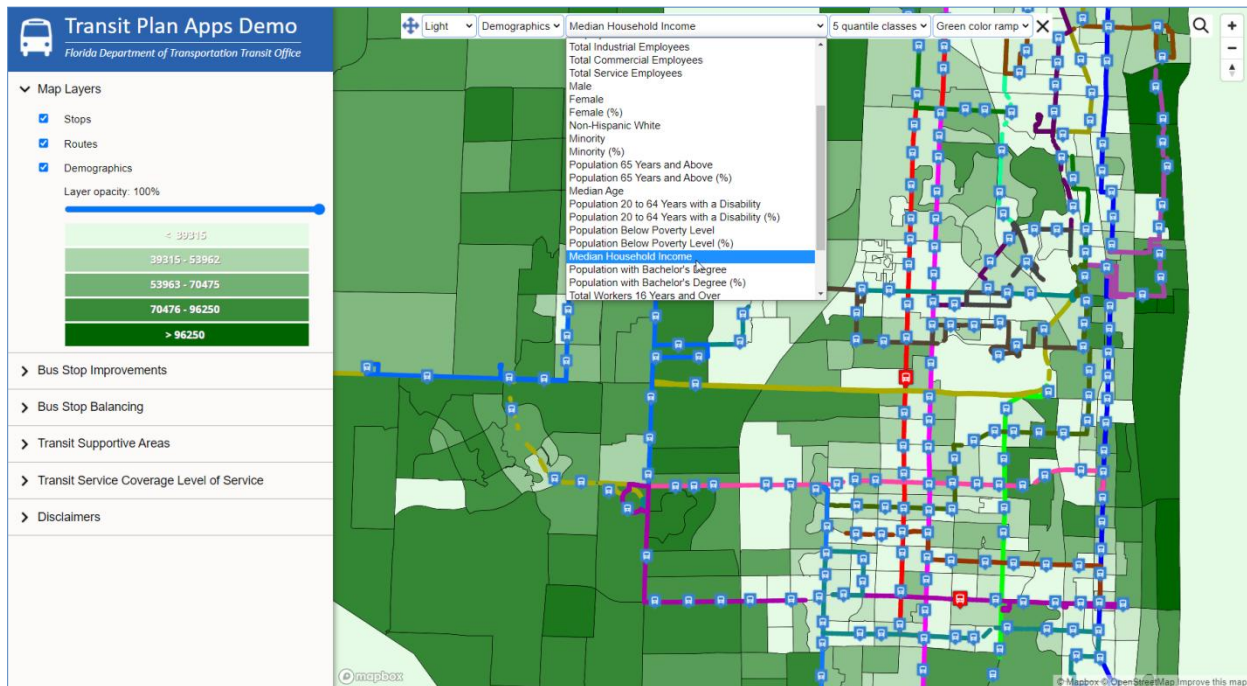 Transit Plan Apps Demo
Florida Department of Transportation Transit Office
Light
Demographics
Median Household Income
5 quantile classes
Green color ramp
Map Layers
Stops
Routes
Demographics
Layer opacity: 100%
< 39315
39315 - 53962
53963 - 70475
70476 - 96250
> 96250
Bus Stop Improvements
Bus Stop Balancing
Transit Supportive Areas
Transit Service Coverage Level of Service
Disclaimers
Total Industrial Employees
Total Commercial Employees
Total Service Employees
Male
Female
Female (%)
Non-Hispanic White
Minority
Minority (%)
Population 65 Years and Above
Population 65 Years and Above (%)
Median Age
Population 20 to 64 Years with a Disability
Population 20 to 64 Years with a Disability (%)
Population Below Poverty Level
Population Below Poverty Level (%)
Median Household Income
Population with Bachelor's Degree
Population with Bachelor's Degree (%)
Total Workers 16 Years and Over
mapbox
© Mapbox © OpenStreetMap Improve this map